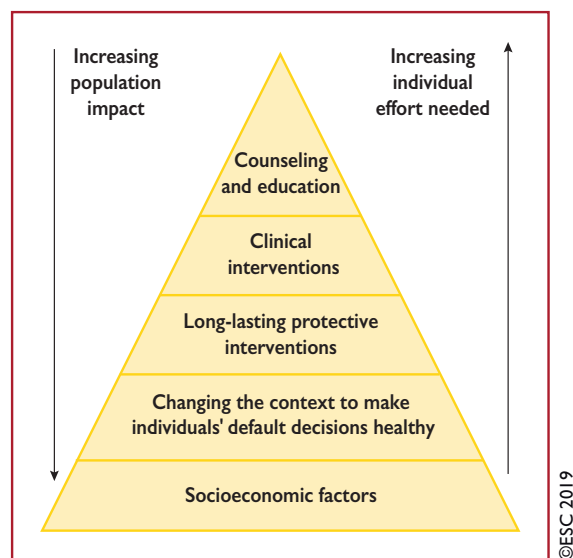 Increasing
population
impact
Increasing
individual
effort needed
Counseling
and education
Clinical
interventions
Long-lasting protective
interventions
Changing the context to make
individuals' default decisions healthy
Socioeconomic factors
©ESC 2019